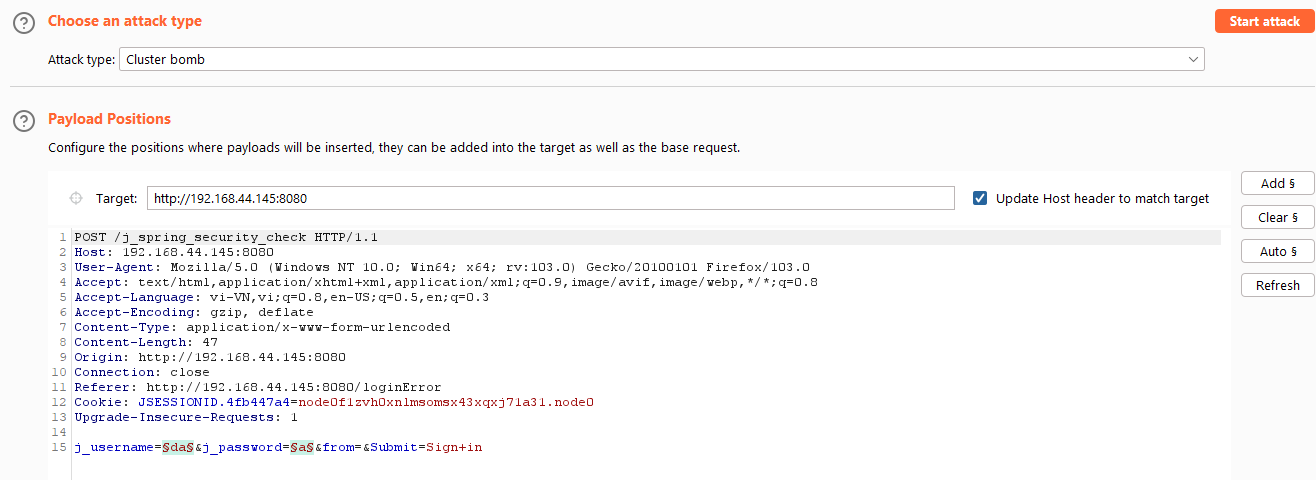 Choose an attack type
Start attack
Attack type: Cluster bomb
Payload Positions
Configure the positions where payloads will be inserted, they can be added into the target as well as the base request.
Add §
Target: http://192.168.44.145:8080
Update Host header to match target
Clear §
Auto §
Refresh
1 POST /j_spring_security_check HTTP/1.1
2 Host: 192.168.44.145:8080
3 User-Agent: Mozilla/5.0 (Windows NT 10.0; Win64; x64; rv:103.0) Gecko/20100101 Firefox/103.0
4 Accept: text/html,application/xhtml+xml,application/xml;q=0.9,image/avif,image/webp,*/*;q=0.8
5 Accept-Language: vi-VN,vi;q=0.8,en-US;q=0.5,en;q=0.3
6 Accept-Encoding: gzip, deflate
7 Content-Type: application/x-www-form-urlencoded
8 Content-Length: 47
9 Origin: http://192.168.44.145:8080
10 Connection: close
11 Referer: http://192.168.44.145:8080/loginError
12 Cookie: JSESSIONID.4fb447a4=node0f1zvh0xnlmsomsx43xqxj71a31.node0
13 Upgrade-Insecure-Requests: 1
14
15 j_username=§da§&j_password=§a§&from=&Submit=Sign+in